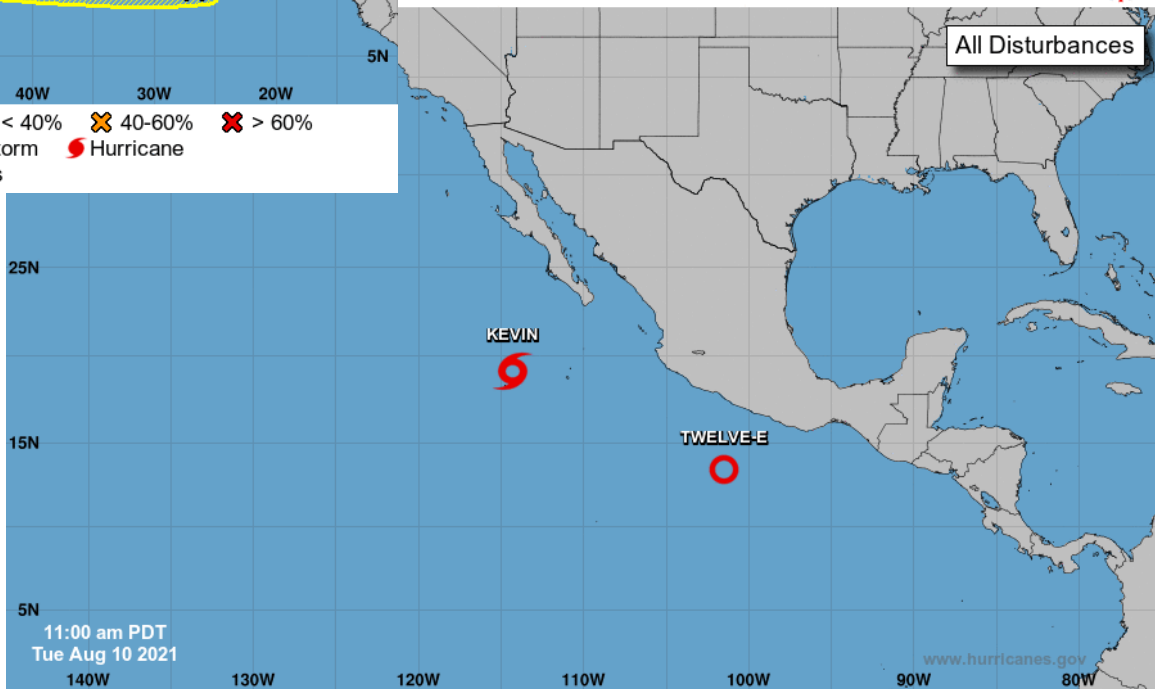 5N
All Disturbances
40W 30W 20W
< 40% 40-60% > 60%
Hurricane
25N
KEVIN
15N
TWELVE-E
5N
11:00 am PDT
Tue Aug 10 2021
www.hurricanes.gov
140W 130W 120W 110W 100W 90W 80W